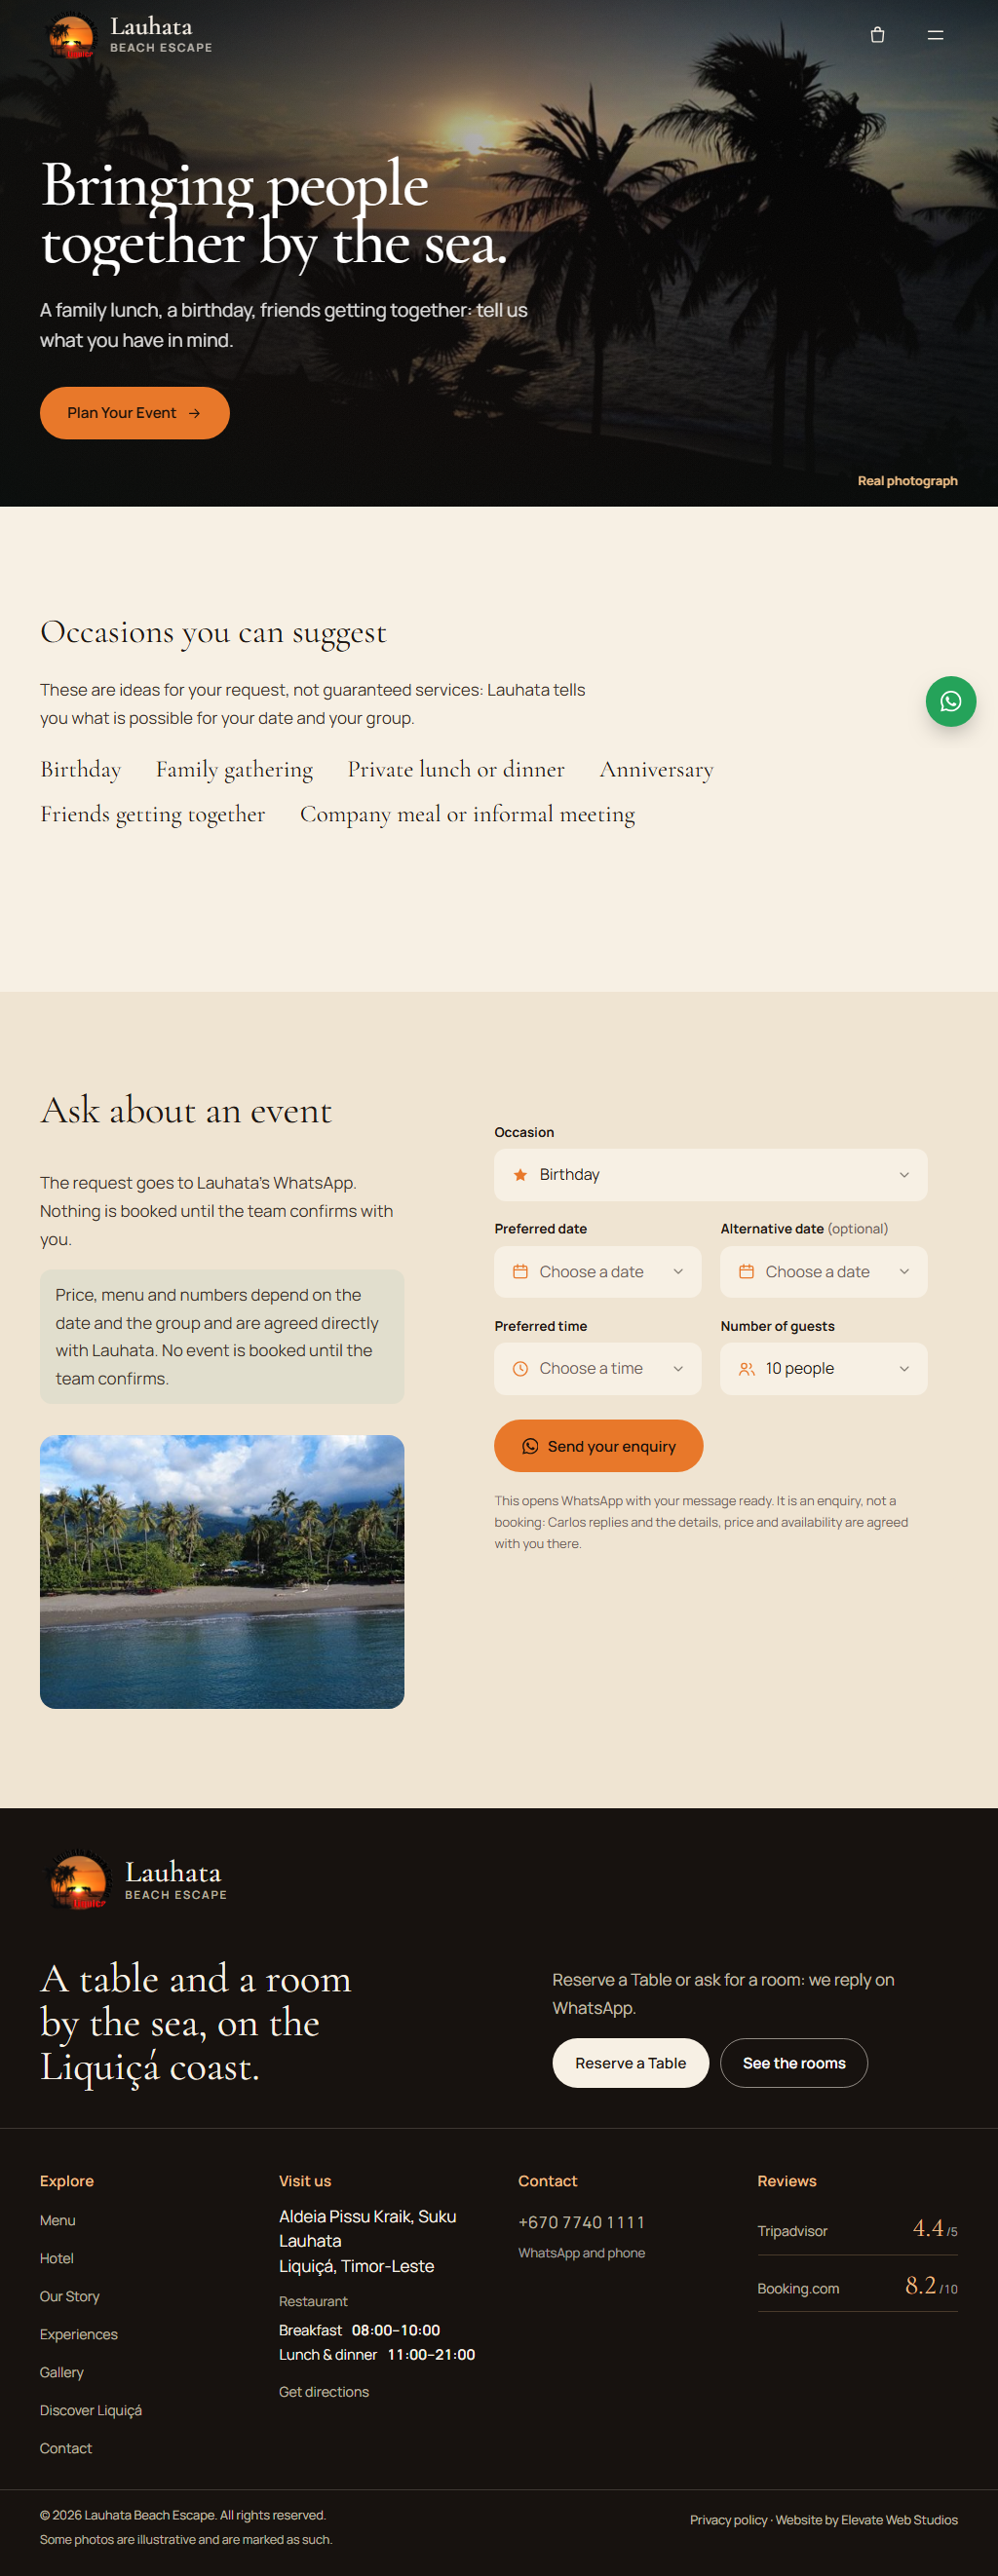 Lauhata
BEACH ESCAPE
Bringing people
together by the sea.
A family lunch, a birthday, friends getting together: tell us
what you have in mind.
Plan Your Event →
Real photograph
Occasions you can suggest
These are ideas for your request, not guaranteed services: Lauhata tells
you what is possible for your date and your group.
Birthday Family gathering Private lunch or dinner Anniversary
Friends getting together Company meal or informal meeting
Ask about an event
The request goes to Lauhata's WhatsApp.
Nothing is booked until the team confirms with
you.
Price, menu and numbers depend on the
date and the group and are agreed directly
with Lauhata. No event is booked until the
team confirms.
Occasion
Birthday
Preferred date Alternative date (optional)
Choose a date Choose a date
Preferred time Number of guests
Choose a time 10 people
Send your enquiry
This opens WhatsApp with your message ready. It is an enquiry, not a
booking: Carlos replies and the details, price and availability are agreed
with you there.
Lauhata
BEACH ESCAPE
A table and a room
by the sea, on the
Liquiçá coast.
Reserve a Table or ask for a room: we reply on
WhatsApp.
Reserve a Table See the rooms
Explore
Menu
Hotel
Our Story
Experiences
Gallery
Discover Liquiçá
Contact
Visit us
Aldeia Pissu Kraik, Suku
Lauhata
Liquiçá, Timor-Leste
Restaurant
Breakfast 08:00–10:00
Lunch & dinner 11:00–21:00
Get directions
Contact
+670 7740 1111
WhatsApp and phone
Reviews
Tripadvisor 4.4 /5
Booking.com 8.2 /10
© 2026 Lauhata Beach Escape. All rights reserved.
Some photos are illustrative and are marked as such.
Privacy policy · Website by Elevate Web Studios